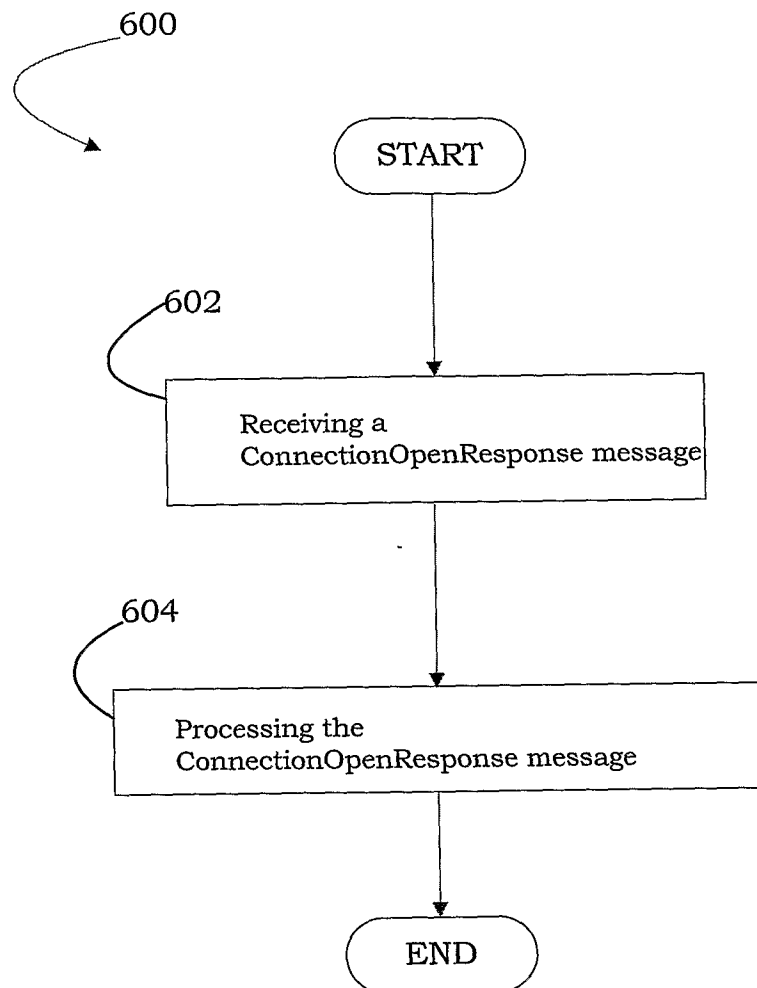 600
START
602
Receiving a
ConnectionOpenResponse message
604
Processing the
ConnectionOpenResponse message
END